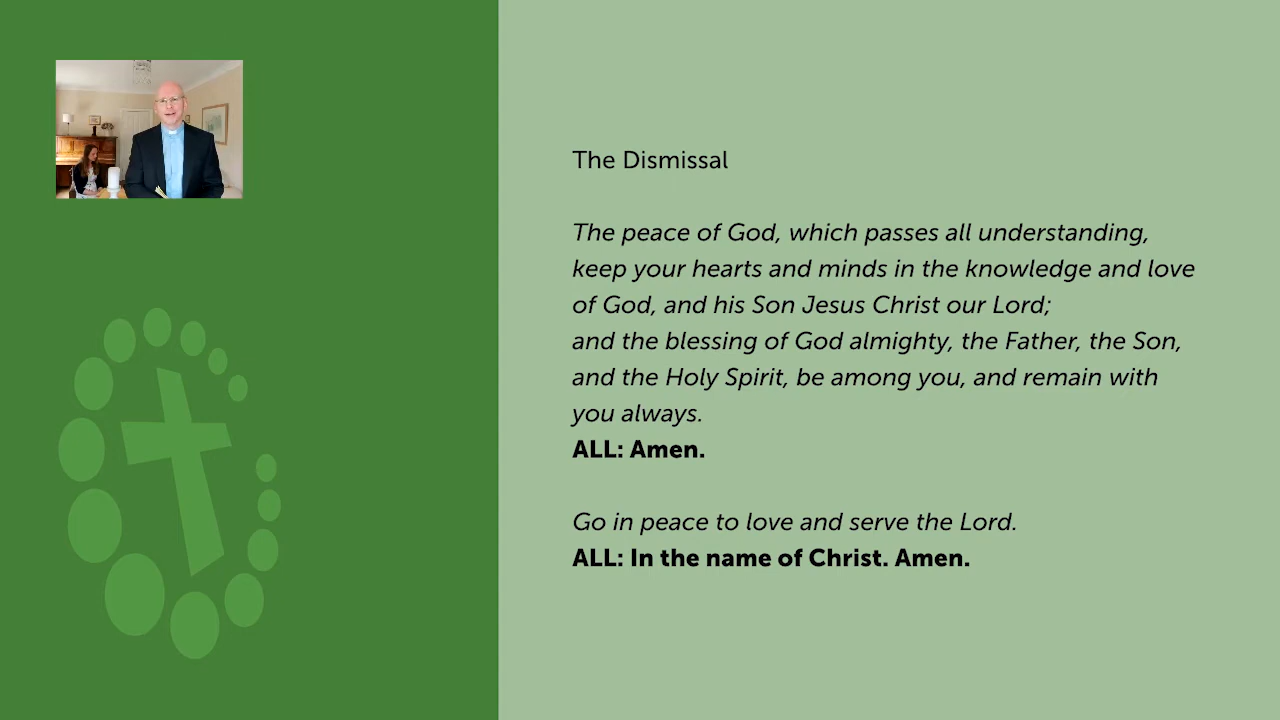 The Dismissal
The peace of God, which passes all understanding,
keep your hearts and minds in the knowledge and love
of God, and his Son Jesus Christ our Lord;
and the blessing of God almighty, the Father, the Son,
and the Holy Spirit, be among you, and remain with
you always.
ALL: Amen.
Go in peace to love and serve the Lord.
ALL: In the name of Christ. Amen.